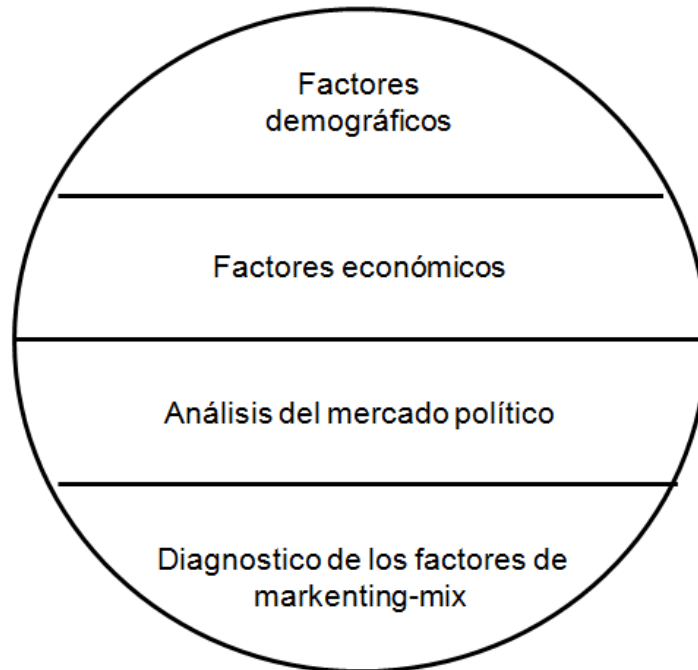 Factores
demográficos
Factores económicos
Análisis del mercado político
Diagnostico de los factores de
markenting-mix